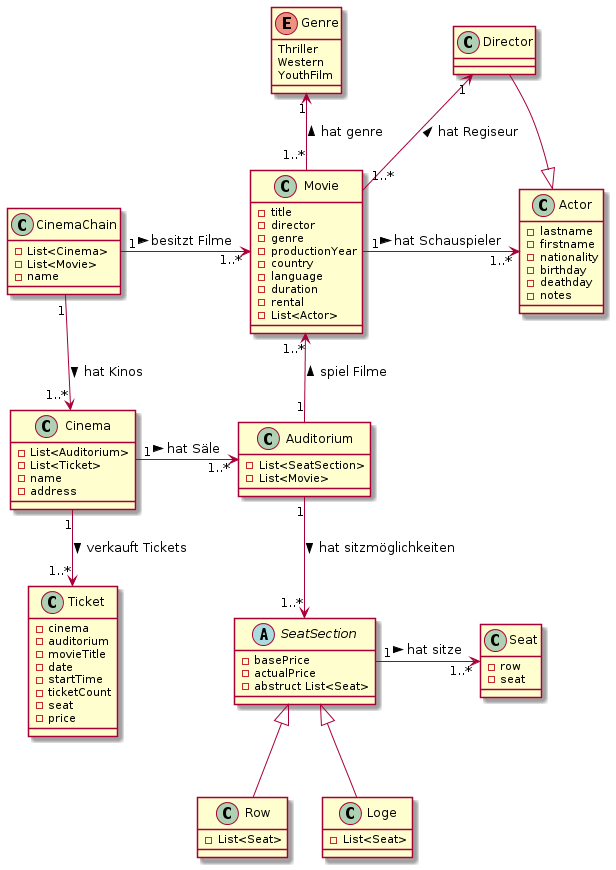 E Genre
Thriller
Western
YouthFilm
C Director
1
1
hat genre
hat Regiseur
1..*
1..*
C Movie
title
director
genre
productionYear
country
language
duration
rental
List<Actor>
C Actor
lastname
firstname
nationality
birthday
deathday
notes
C CinemaChain
List<Cinema>
List<Movie>
name
1 besitzt Filme
1..*
1 hat Schauspieler
1..*
1
hat Kinos
1..*
1..*
spiel Filme
1
C Cinema
List<Auditorium>
List<Ticket>
name
address
1 hat Säle
1..*
C Auditorium
List<SeatSection>
List<Movie>
1
verkauft Tickets
1..*
1
hat sitzmöglichkeiten
1..*
C Ticket
cinema
auditorium
movieTitle
date
startTime
ticketCount
seat
price
A SeatSection
basePrice
actualPrice
abstruct List<Seat>
1 hat sitze
1..*
C Seat
row
seat
C Row
List<Seat>
C Loge
List<Seat>